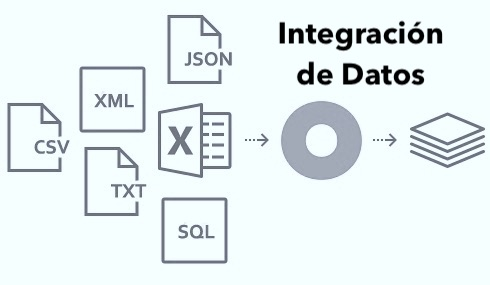 Integración
de Datos
JSON
XML
CSV
X
TXT
SQL